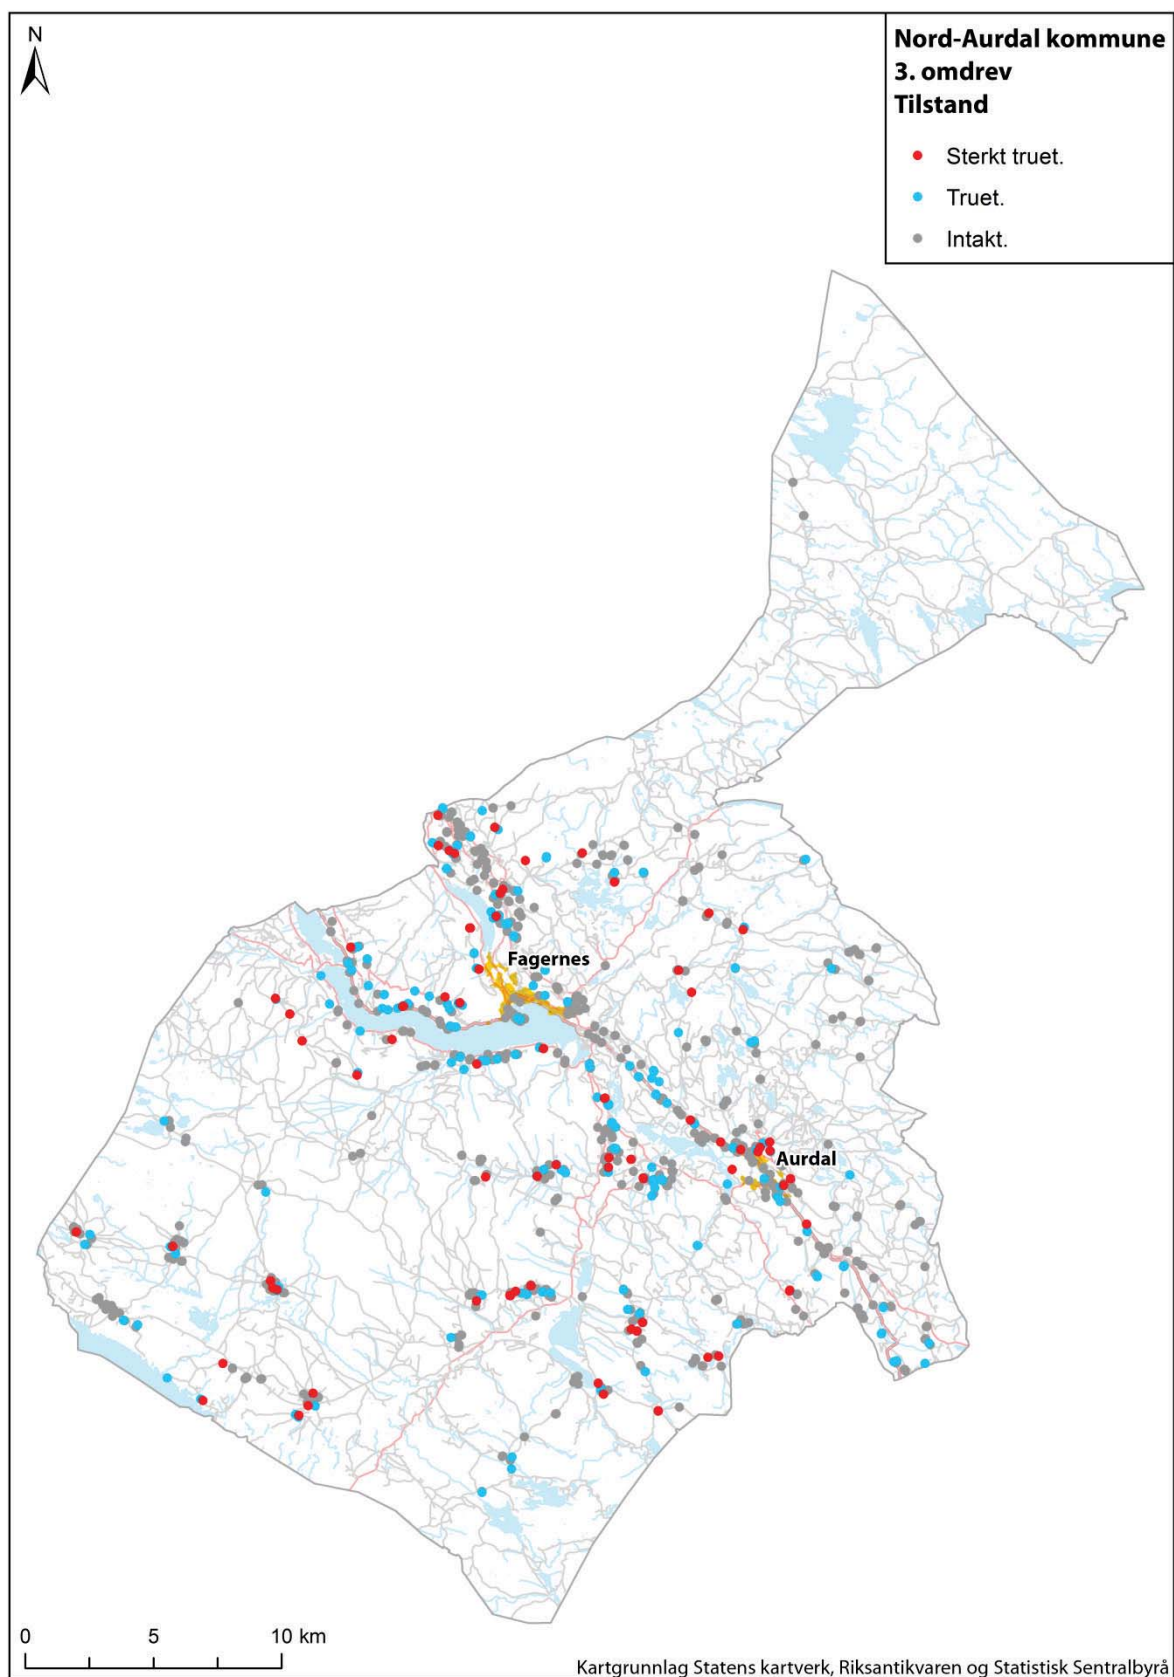 N
Nord-Aurdal kommune
3. omdrev
Tilstand
Sterkt truet.
Truet.
Intakt.
Fagernes
Aurdal
0 5 10 km
Kartgrunnlag Statens kartverk, Riksantikvaren og Statistisk Sentralbyrå